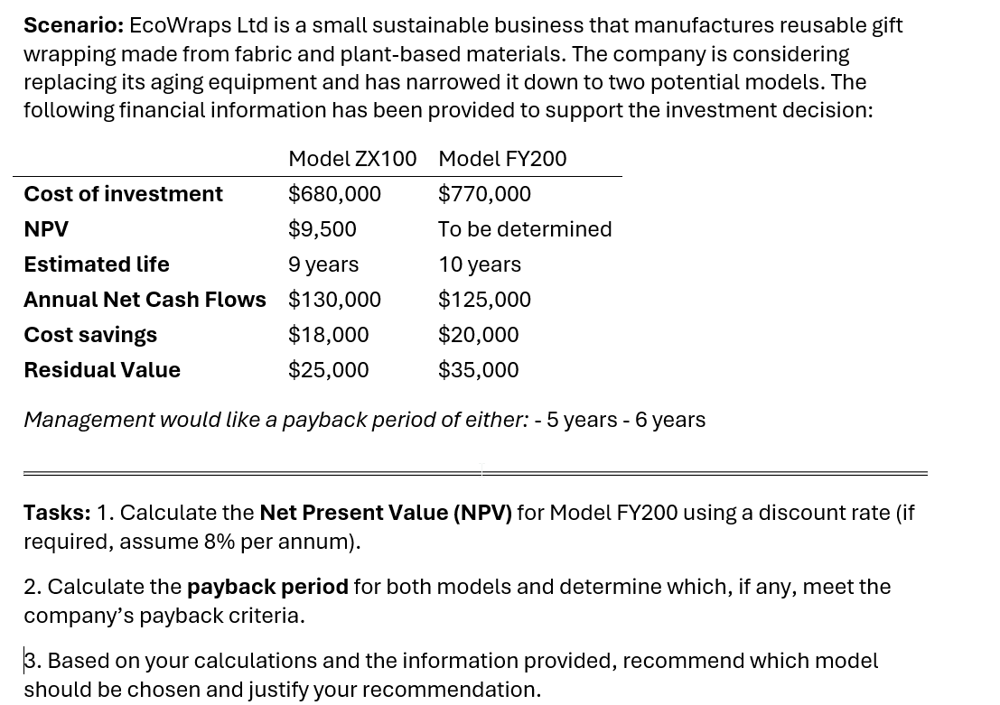 Scenario: EcoWraps Ltd is a small sustainable business that manufactures reusable gift
wrapping made from fabric and plant-based materials. The company is considering
replacing its aging equipment and has narrowed it down to two potential models. The
following financial information has been provided to support the investment decision:
Model ZX100 Model FY200
Cost of investment $680,000 $770,000
NPV $9,500 To be determined
Estimated life 9 years 10 years
Annual Net Cash Flows $130,000 $125,000
Cost savings $18,000 $20,000
Residual Value $25,000 $35,000
Management would like a payback period of either: - 5 years - 6 years
Tasks: 1. Calculate the Net Present Value (NPV) for Model FY200 using a discount rate (if
required, assume 8% per annum).
2. Calculate the payback period for both models and determine which, if any, meet the
company’s payback criteria.
3. Based on your calculations and the information provided, recommend which model
should be chosen and justify your recommendation.